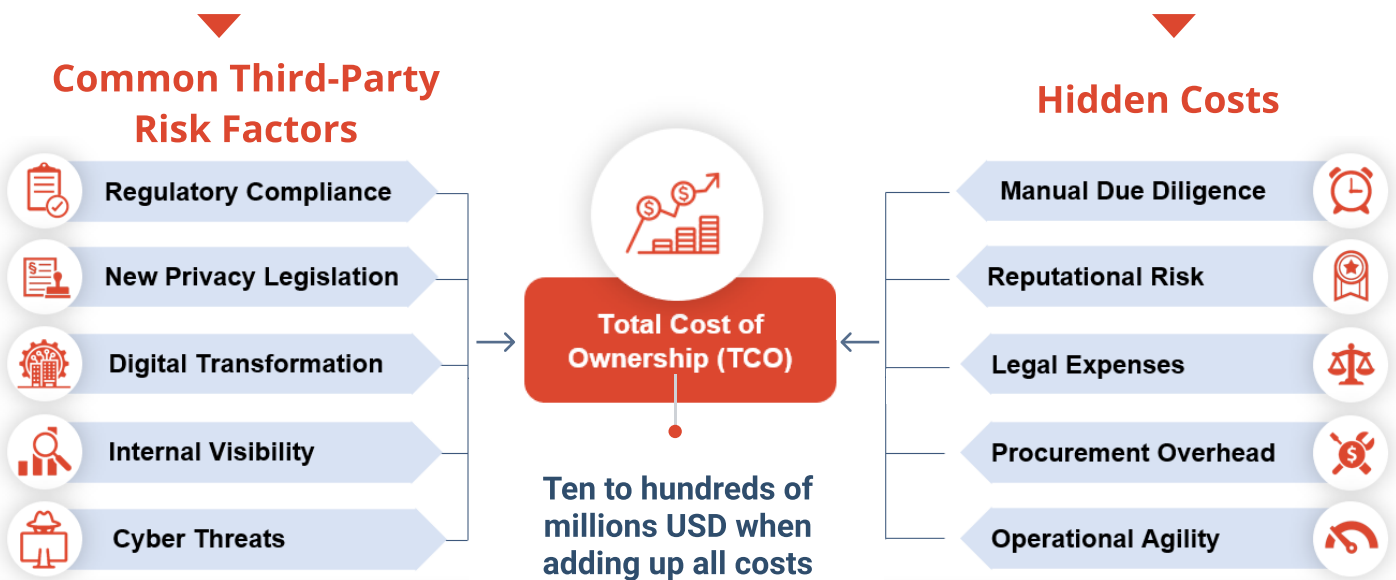 Common Third-Party
Risk Factors
Regulatory Compliance
New Privacy Legislation
Digital Transformation
Internal Visibility
Cyber Threats
Total Cost of
Ownership (TCO)
Ten to hundreds of
millions USD when
adding up all costs
Hidden Costs
Manual Due Diligence
Reputational Risk
Legal Expenses
Procurement Overhead
Operational Agility